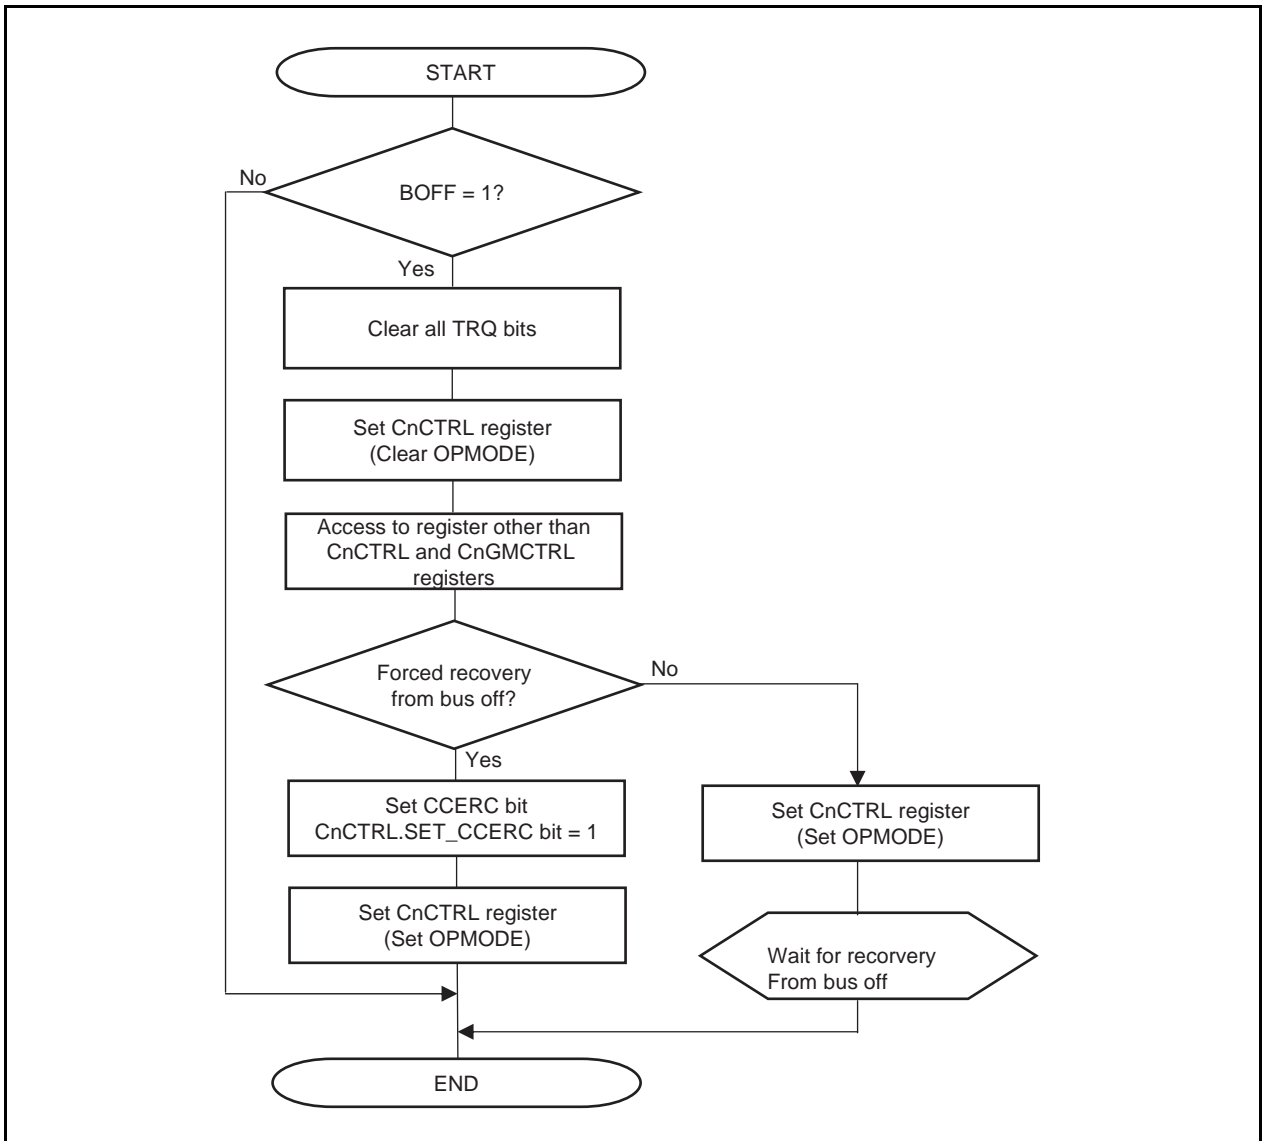 START
No
BOFF = 1?
Yes
Clear all TRQ bits
Set CnCTRL register
(Clear OPMODE)
Access to register other than
CnCTRL and CnGMCTRL
registers
Forced recovery
from bus off?
No
Yes
Set CCERC bit
CnCTRL.SET_CCERC bit = 1
Set CnCTRL register
(Set OPMODE)
Set CnCTRL register
(Set OPMODE)
Wait for recorvery
From bus off
END